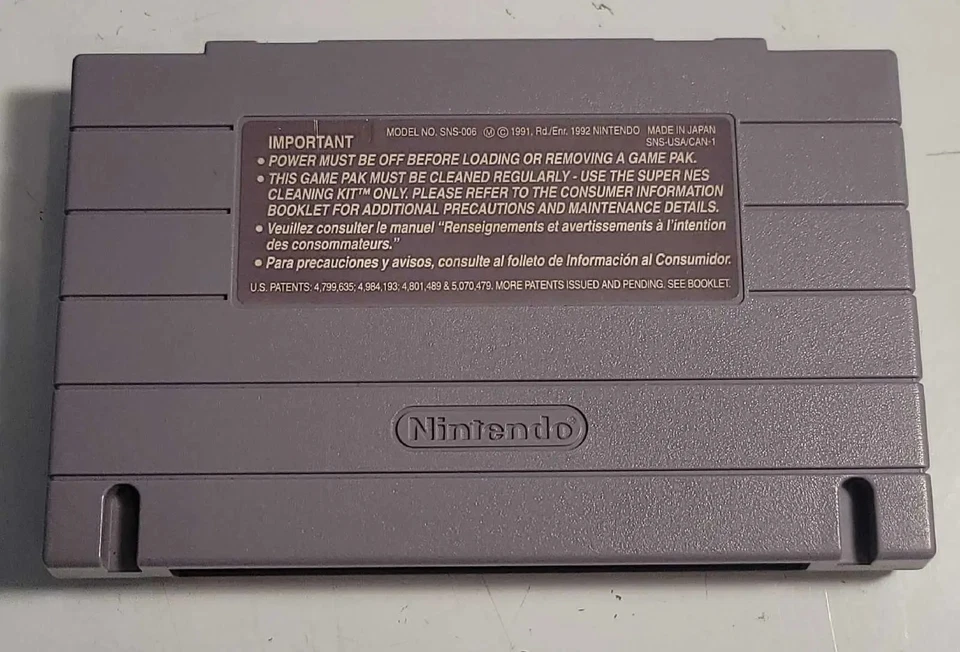 IMPORTANT
MODEL NO. SNS-006 Ⓜ © 1991, Rd./Enr. 1992 NINTENDO MADE IN JAPAN
SNS-USA/CAN-1
• POWER MUST BE OFF BEFORE LOADING OR REMOVING A GAME PAK.
• THIS GAME PAK MUST BE CLEANED REGULARLY - USE THE SUPER NES
CLEANING KIT™ ONLY. PLEASE REFER TO THE CONSUMER INFORMATION
BOOKLET FOR ADDITIONAL PRECAUTIONS AND MAINTENANCE DETAILS.
• Veuillez consulter le manuel “Renseignements et avertissements à l'intention
des consommateurs.”
• Para precauciones y avisos, consulte al folleto de Información al Consumidor.
U.S. PATENTS: 4,799,635; 4,984,193; 4,801,489 & 5,070,479. MORE PATENTS ISSUED AND PENDING. SEE BOOKLET.
Nintendo